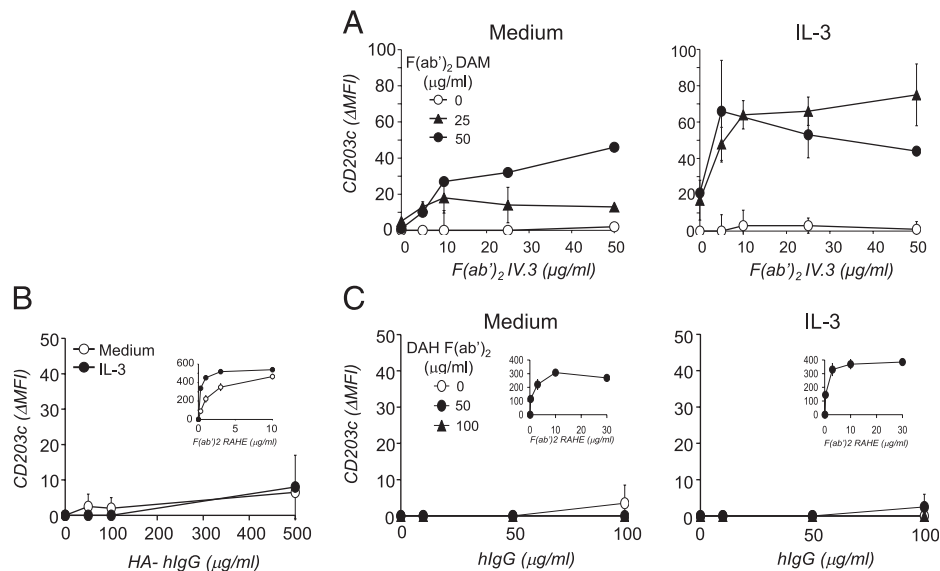 A
Medium
IL-3
F(ab')₂ DAM
(μg/ml)
0
25
50
CD203c (ΔMFI)
100
80
60
40
20
0
0 10 20 30 40 50
F(ab')₂ IV.3 (μg/ml)
100
80
60
40
20
0
0 10 20 30 40 50
F(ab')₂ IV.3 (μg/ml)
B
Medium
IL-3
CD203c (ΔMFI)
50
40
30
20
10
0
0 100 200 300 400 500
HA- hIgG (μg/ml)
600
400
200
0
0 5 10
F(ab')2 RAHE (μg/ml)
C
Medium
IL-3
DAH F(ab')₂
(μg/ml)
0
50
100
CD203c (ΔMFI)
50
40
30
20
10
0
0 50 100
hIgG (μg/ml)
400
300
200
100
0
0 10 20 30
F(ab')2 RAHE (μg/ml)
50
40
30
20
10
0
0 50 100
hIgG (μg/ml)
400
300
200
100
0
0 10 20 30
F(ab')2 RAHE (μg/ml)